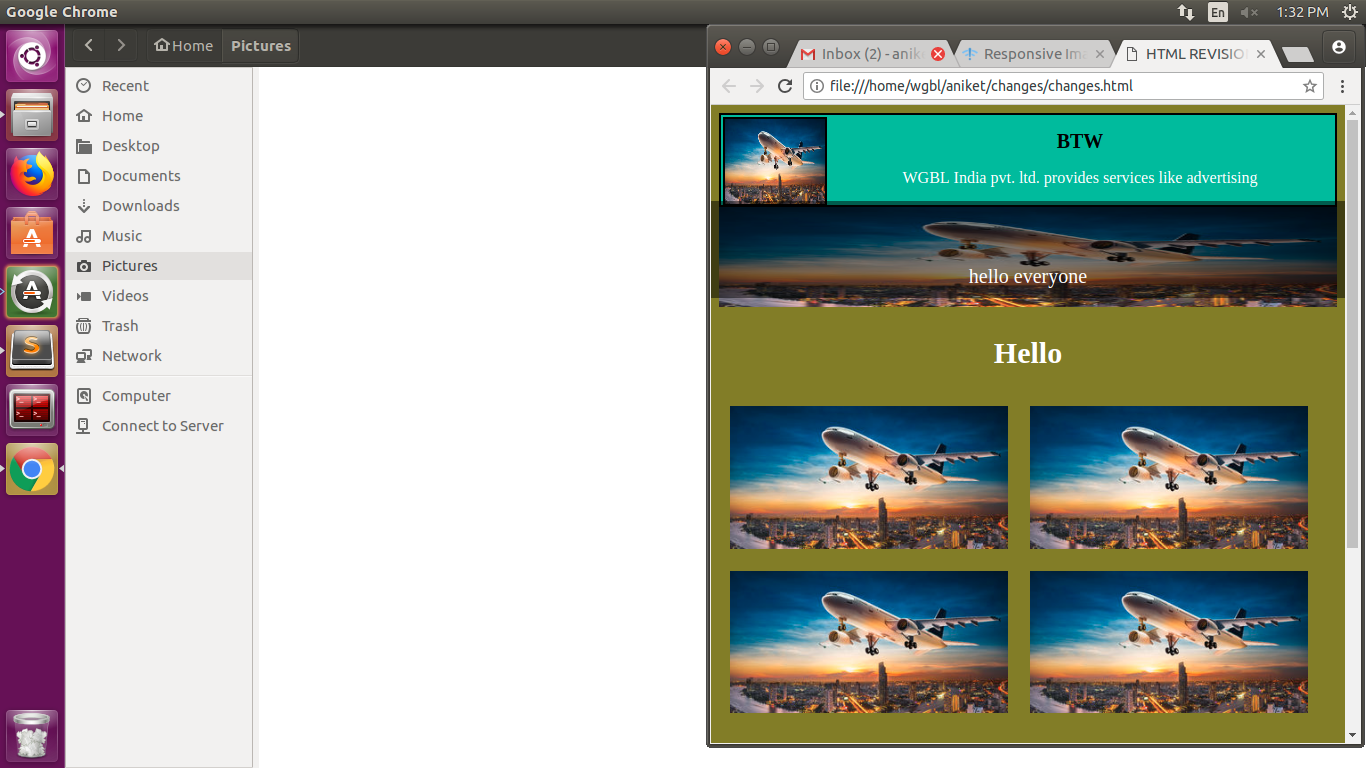 Google Chrome
En
1:32 PM
Home
Pictures
Recent
Home
Desktop
Documents
Downloads
Music
Pictures
Videos
Trash
Network
Computer
Connect to Server
Inbox (2) - anik
Responsive Ima
HTML REVISIO
file:///home/wgbl/aniket/changes/changes.html
BTW
WGBL India pvt. ltd. provides services like advertising
hello everyone
Hello